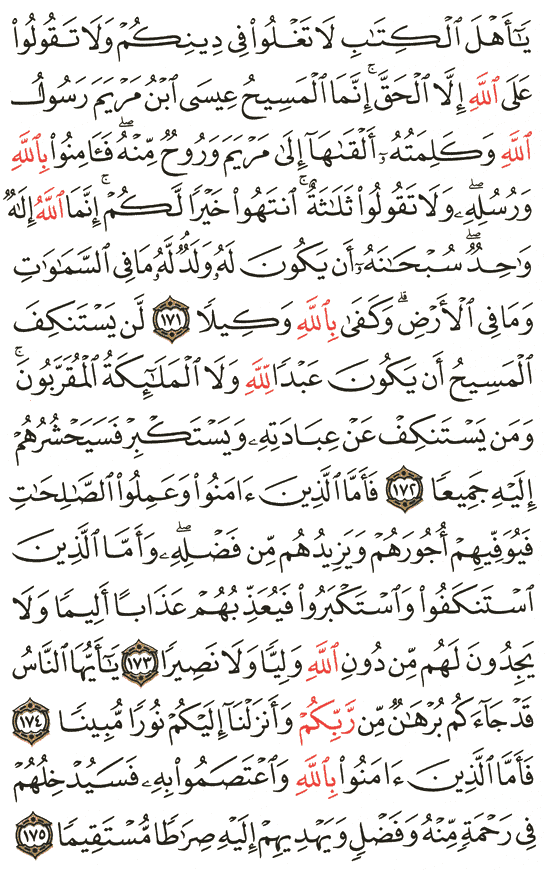 يَٰٓأَهۡلَ ٱلۡكِتَٰبِ لَا تَغۡلُواْ فِي دِينِكُمۡ وَلَا تَقُولُواْ
عَلَى ٱللَّهِ إِلَّا ٱلۡحَقَّۚ إِنَّمَا ٱلۡمَسِيحُ عِيسَى ٱبۡنُ مَرۡيَمَ رَسُولُ
ٱللَّهِ وَكَلِمَتُهُۥٓ أَلۡقَىٰهَآ إِلَىٰ مَرۡيَمَ وَرُوحٞ مِّنۡهُۖ فَـَٔامِنُواْ بِٱللَّهِ
وَرُسُلِهِۦۖ وَلَا تَقُولُواْ ثَلَٰثَةٌۚ ٱنتَهُواْ خَيۡرٗا لَّكُمۡۚ إِنَّمَا ٱللَّهُ إِلَٰهٞ
وَٰحِدٞۖ سُبۡحَٰنَهُۥٓ أَن يَكُونَ لَهُۥ وَلَدٞۘ لَّهُۥ مَا فِي ٱلسَّمَٰوَٰتِ
وَمَا فِي ٱلۡأَرۡضِۗ وَكَفَىٰ بِٱللَّهِ وَكِيلٗا ١٧١ لَّن يَسۡتَنكِفَ
ٱلۡمَسِيحُ أَن يَكُونَ عَبۡدٗا لِّلَّهِ وَلَا ٱلۡمَلَٰٓئِكَةُ ٱلۡمُقَرَّبُونَۚ
وَمَن يَسۡتَنكِفۡ عَنۡ عِبَادَتِهِۦ وَيَسۡتَكۡبِرۡ فَسَيَحۡشُرُهُمۡ
إِلَيۡهِ جَمِيعٗا ١٧٢ فَأَمَّا ٱلَّذِينَ ءَامَنُواْ وَعَمِلُواْ ٱلصَّٰلِحَٰتِ
فَيُوَفِّيهِمۡ أُجُورَهُمۡ وَيَزِيدُهُم مِّن فَضۡلِهِۦۖ وَأَمَّا ٱلَّذِينَ
ٱسۡتَنكَفُواْ وَٱسۡتَكۡبَرُواْ فَيُعَذِّبُهُمۡ عَذَابًا أَلِيمٗا وَلَا
يَجِدُونَ لَهُم مِّن دُونِ ٱللَّهِ وَلِيّٗا وَلَا نَصِيرٗا ١٧٣ يَٰٓأَيُّهَا ٱلنَّاسُ
قَدۡ جَآءَكُم بُرۡهَٰنٞ مِّن رَّبِّكُمۡ وَأَنزَلۡنَآ إِلَيۡكُمۡ نُورٗا مُّبِينٗا ١٧٤
فَأَمَّا ٱلَّذِينَ ءَامَنُواْ بِٱللَّهِ وَٱعۡتَصَمُواْ بِهِۦ فَسَيُدۡخِلُهُمۡ
فِي رَحۡمَةٖ مِّنۡهُ وَفَضۡلٖ وَيَهۡدِيهِمۡ إِلَيۡهِ صِرَٰطٗا مُّسۡتَقِيمٗا ١٧٥